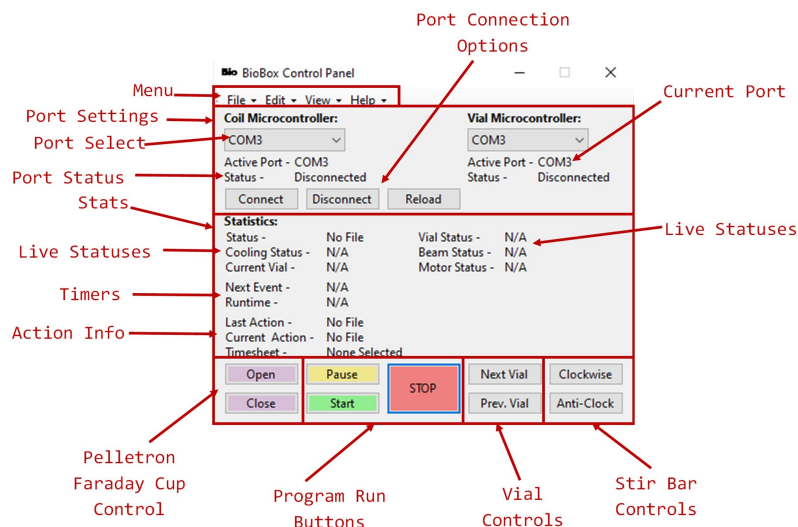 Port Connection
Options
Bio BioBox Control Panel
Menu
File Edit View Help
Current Port
Port Settings
Coil Microcontroller: Vial Microcontroller:
Port Select
COM3 COM3
Active Port - COM3 Active Port - COM3
Port Status
Status - Disconnected Status - Disconnected
Connect Disconnect Reload
Stats
Statistics:
Status - No File Vial Status - N/A
Live Statuses
Live Statuses
Cooling Status - N/A Beam Status - N/A
Current Vial - N/A Motor Status - N/A
Timers
Next Event - N/A
Runtime - N/A
Action Info
Last Action - No File
Current Action - No File
Timesheet - None Selected
Open Pause STOP Next Vial Clockwise
Close Start Prev. Vial Anti-Clock
Pelletron
Faraday Cup
Control
Program Run
Buttons
Vial
Controls
Stir Bar
Controls